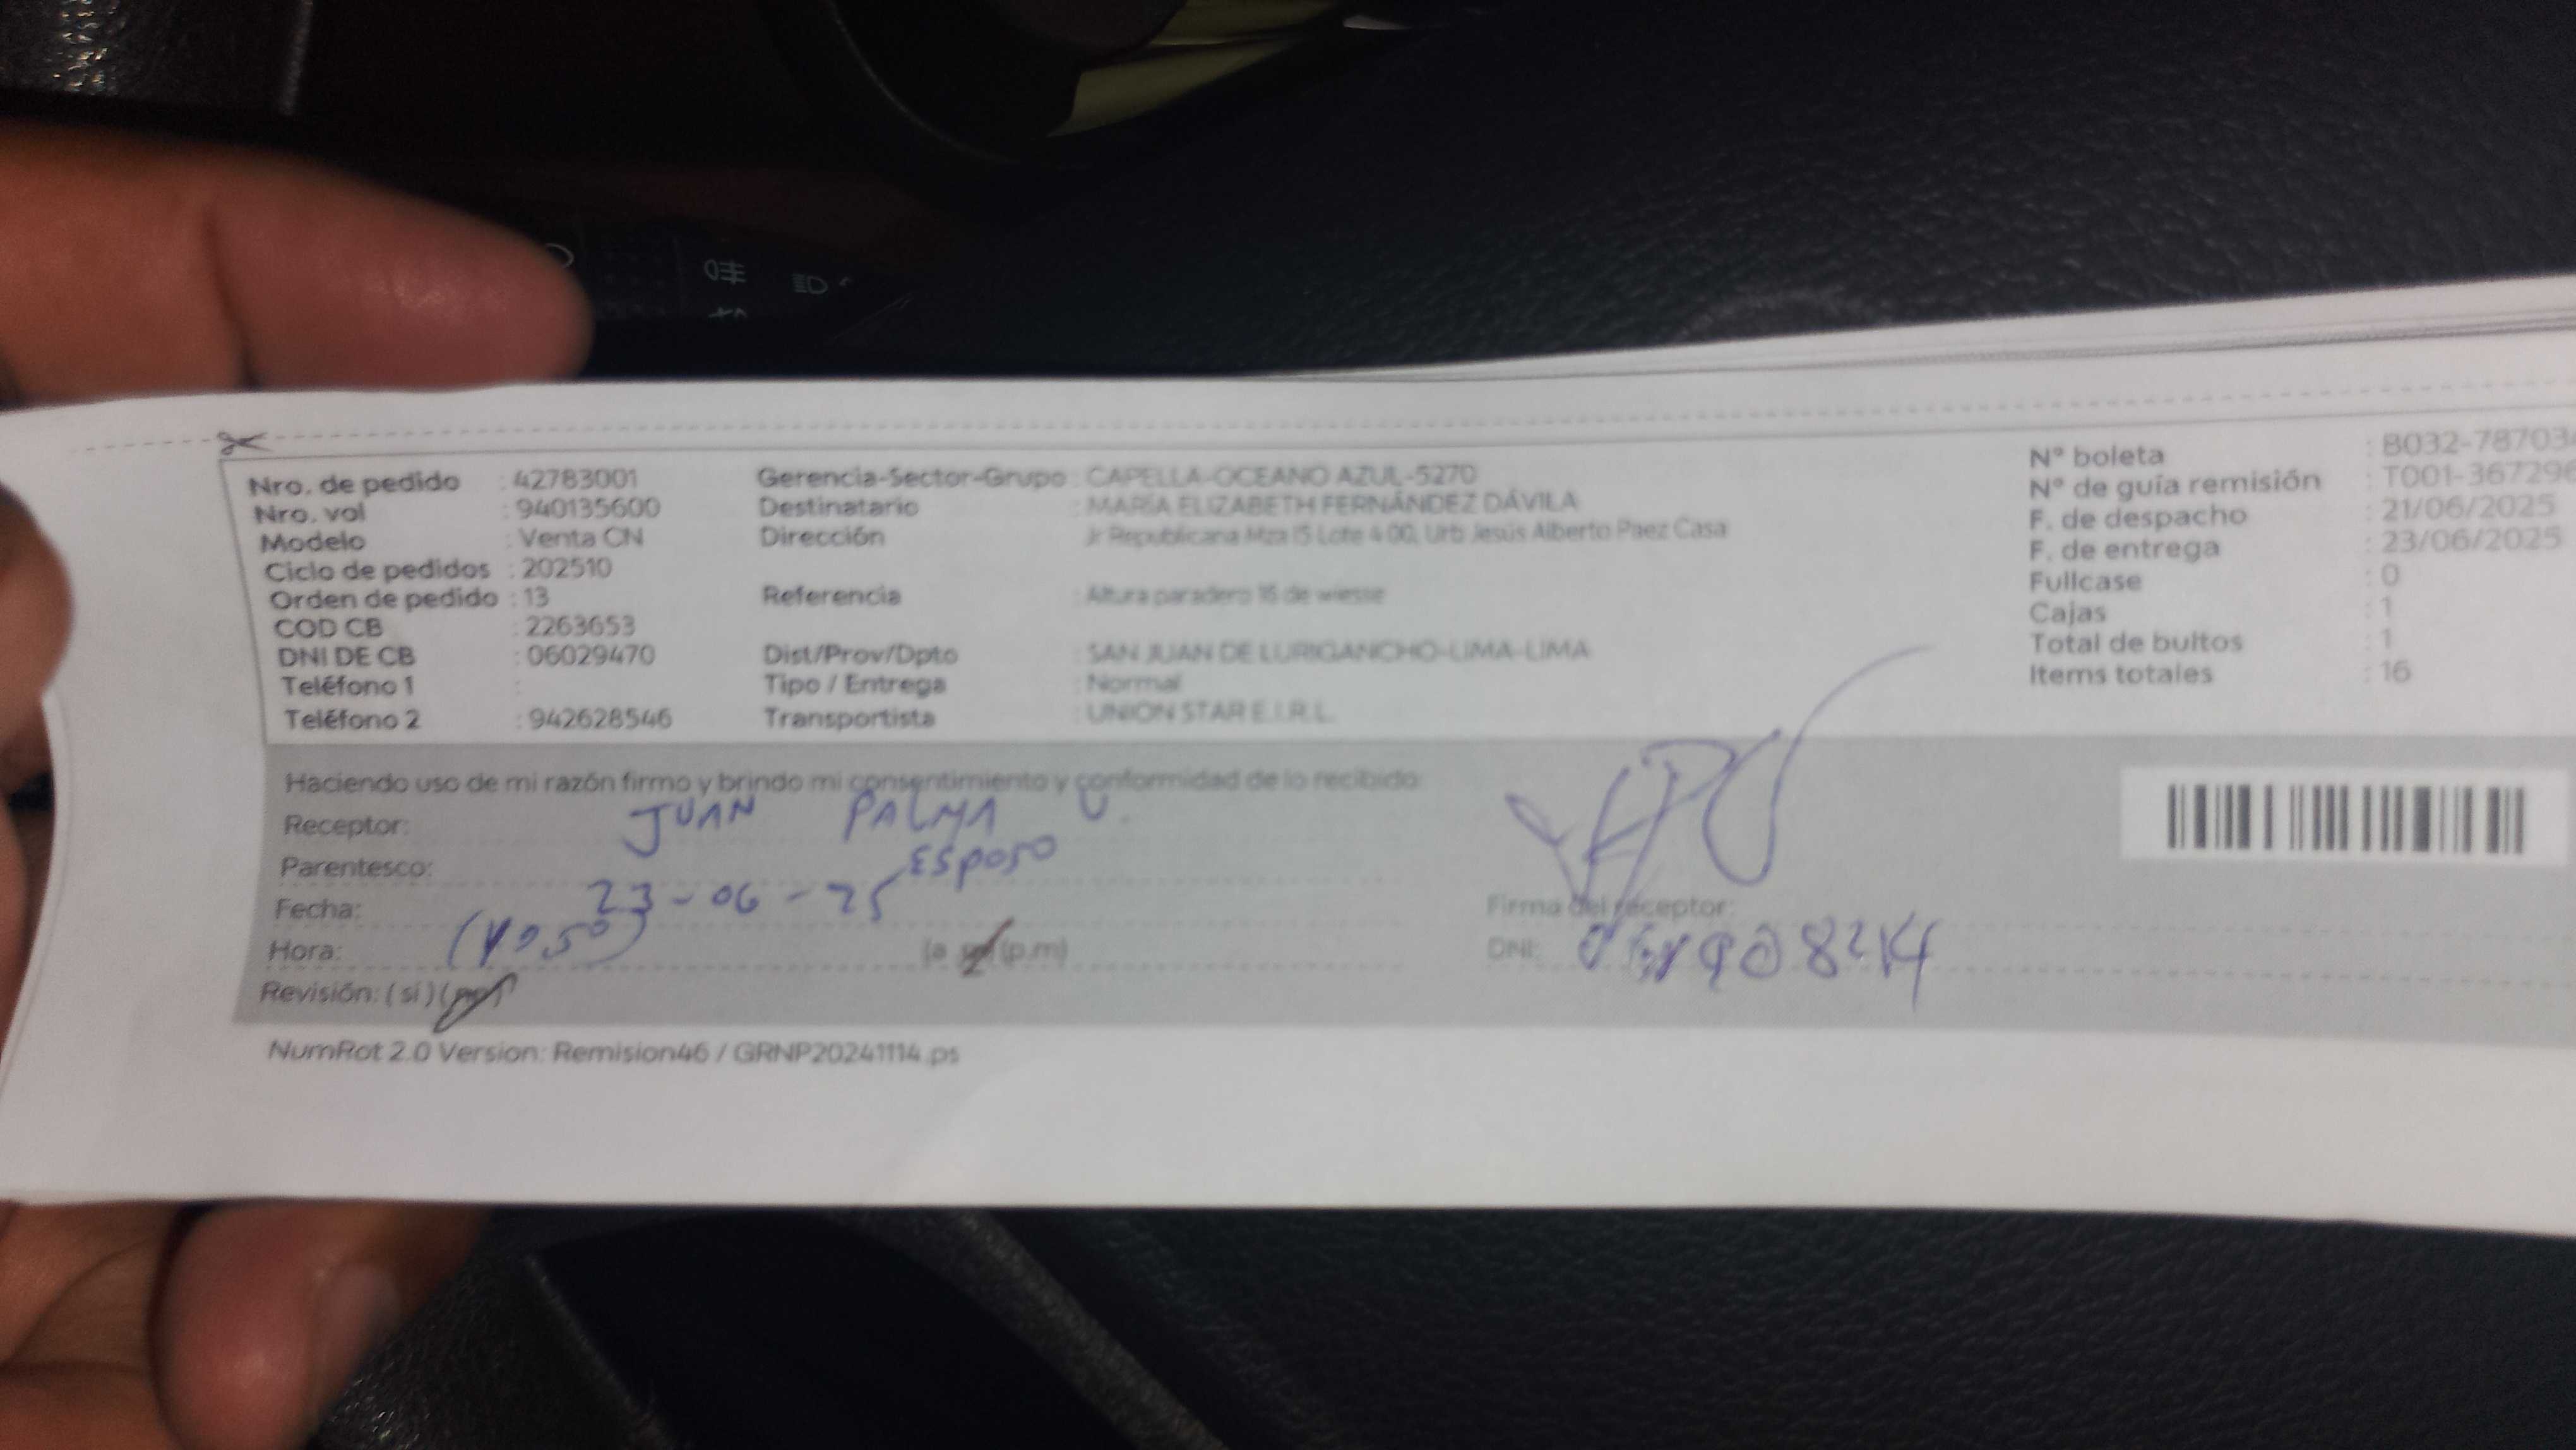 Nro. de pedido : 42783001
Nro. vol : 940135600
Modelo : Venta CN
Ciclo de pedidos : 202510
Orden de pedido : 13
COD CB : 2263653
DNI DE CB : 06029470
Teléfono 1 :
Teléfono 2 : 942628546
Gerencia-Sector-Grupo : CAPELLA-OCEANO AZUL-5270
Destinatario : MARÍA ELIZABETH FERNÁNDEZ DÁVILA
Dirección : Jr Republicana Mza I5 Lote 4 00, Urb Jesús Alberto Paez Casa
Referencia : Altura paradero 16 de wiesse
Dist/Prov/Dpto : SAN JUAN DE LURIGANCHO-LIMA-LIMA
Tipo / Entrega : Normal
Transportista : UNION STAR E.I.R.L.
Nº boleta : B032-78703
Nº de guía remisión : T001-367296
F. de despacho : 21/06/2025
F. de entrega : 23/06/2025
Fullcase : 0
Cajas : 1
Total de bultos : 1
Items totales : 16
Haciendo uso de mi razón firmo y brindo mi consentimiento y conformidad de lo recibido:
Receptor: JUAN PALMA U.
Parentesco: ESPOSO
Fecha: 23-06-25
Hora: (p.m)
Revisión: (si) (no)
Firma del receptor:
DNI:
NumRot 2.0 Version: Remision46 / GRNP20241114.ps